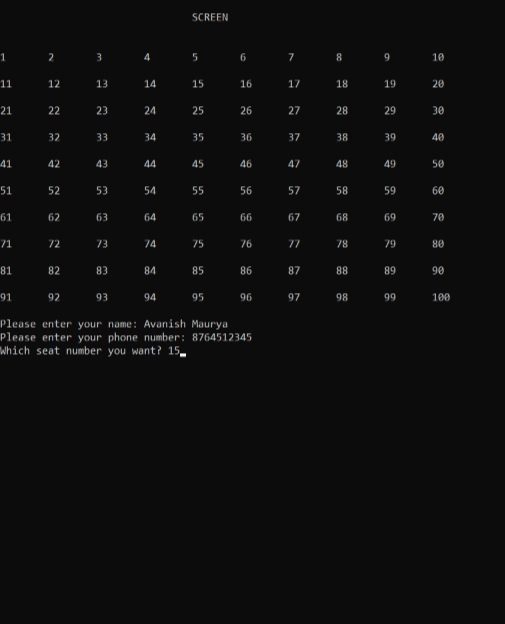 SCREEN
1 2 3 4 5 6 7 8 9 10
11 12 13 14 15 16 17 18 19 20
21 22 23 24 25 26 27 28 29 30
31 32 33 34 35 36 37 38 39 40
41 42 43 44 45 46 47 48 49 50
51 52 53 54 55 56 57 58 59 60
61 62 63 64 65 66 67 68 69 70
71 72 73 74 75 76 77 78 79 80
81 82 83 84 85 86 87 88 89 90
91 92 93 94 95 96 97 98 99 100
Please enter your name: Avanish Maurya
Please enter your phone number: 8764512345
Which seat number you want? 15